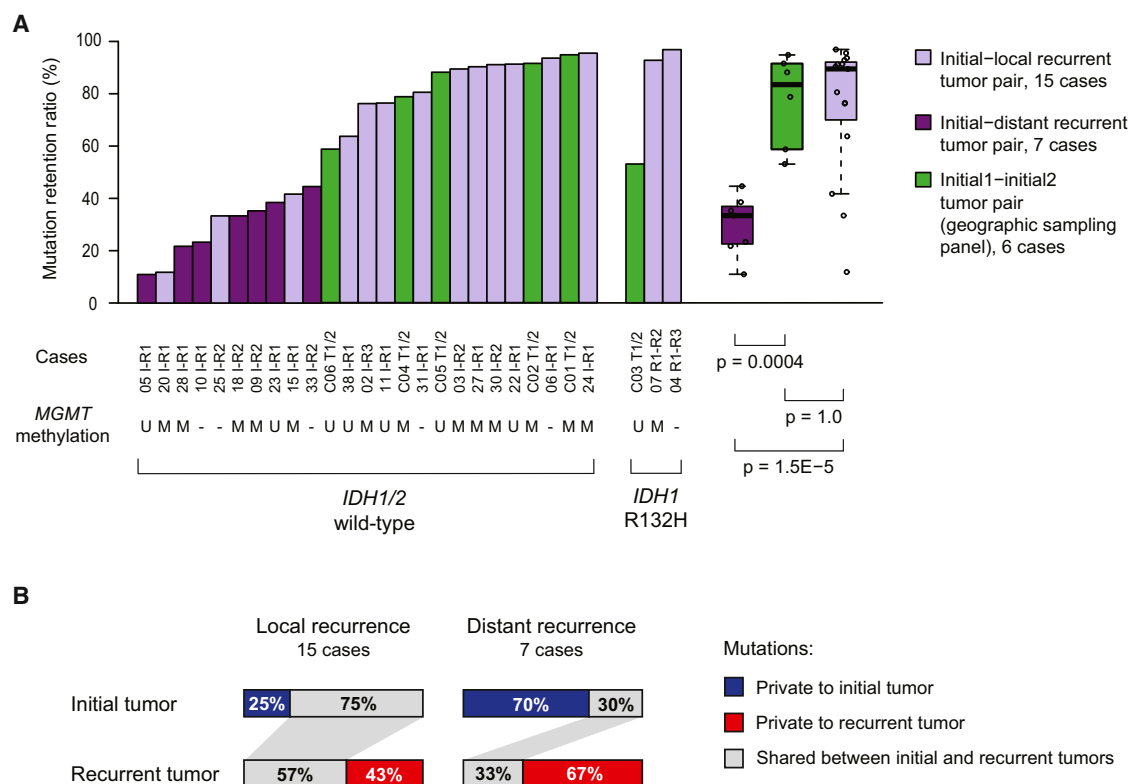 A
Mutation retention ratio (%)
100
80
60
40
20
0
Initial−local recurrent
tumor pair, 15 cases
Initial−distant recurrent
tumor pair, 7 cases
Initial1−initial2
tumor pair
(geographic sampling
panel), 6 cases
Cases
05 I-R1
20 I-R1
28 I-R1
10 I-R1
25 I-R2
18 I-R2
09 I-R2
23 I-R1
15 I-R1
33 I-R2
C06 T1/2
38 I-R1
02 I-R3
11 I-R1
C04 T1/2
31 I-R1
C05 T1/2
03 I-R2
27 I-R1
30 I-R2
22 I-R1
C02 T1/2
06 I-R1
C01 T1/2
24 I-R1
C03 T1/2
07 R1-R2
04 R1-R3
MGMT
methylation
U M M - - M M U M - U U M M M - U M M M U M - M M U M -
p = 0.0004
p = 1.0
p = 1.5E−5
IDH1/2
wild-type
IDH1
R132H
B
Local recurrence
15 cases
Distant recurrence
7 cases
Mutations:
Initial tumor
25% 75% 70% 30%
Private to initial tumor
Private to recurrent tumor
Shared between initial and recurrent tumors
Recurrent tumor
57% 43% 33% 67%